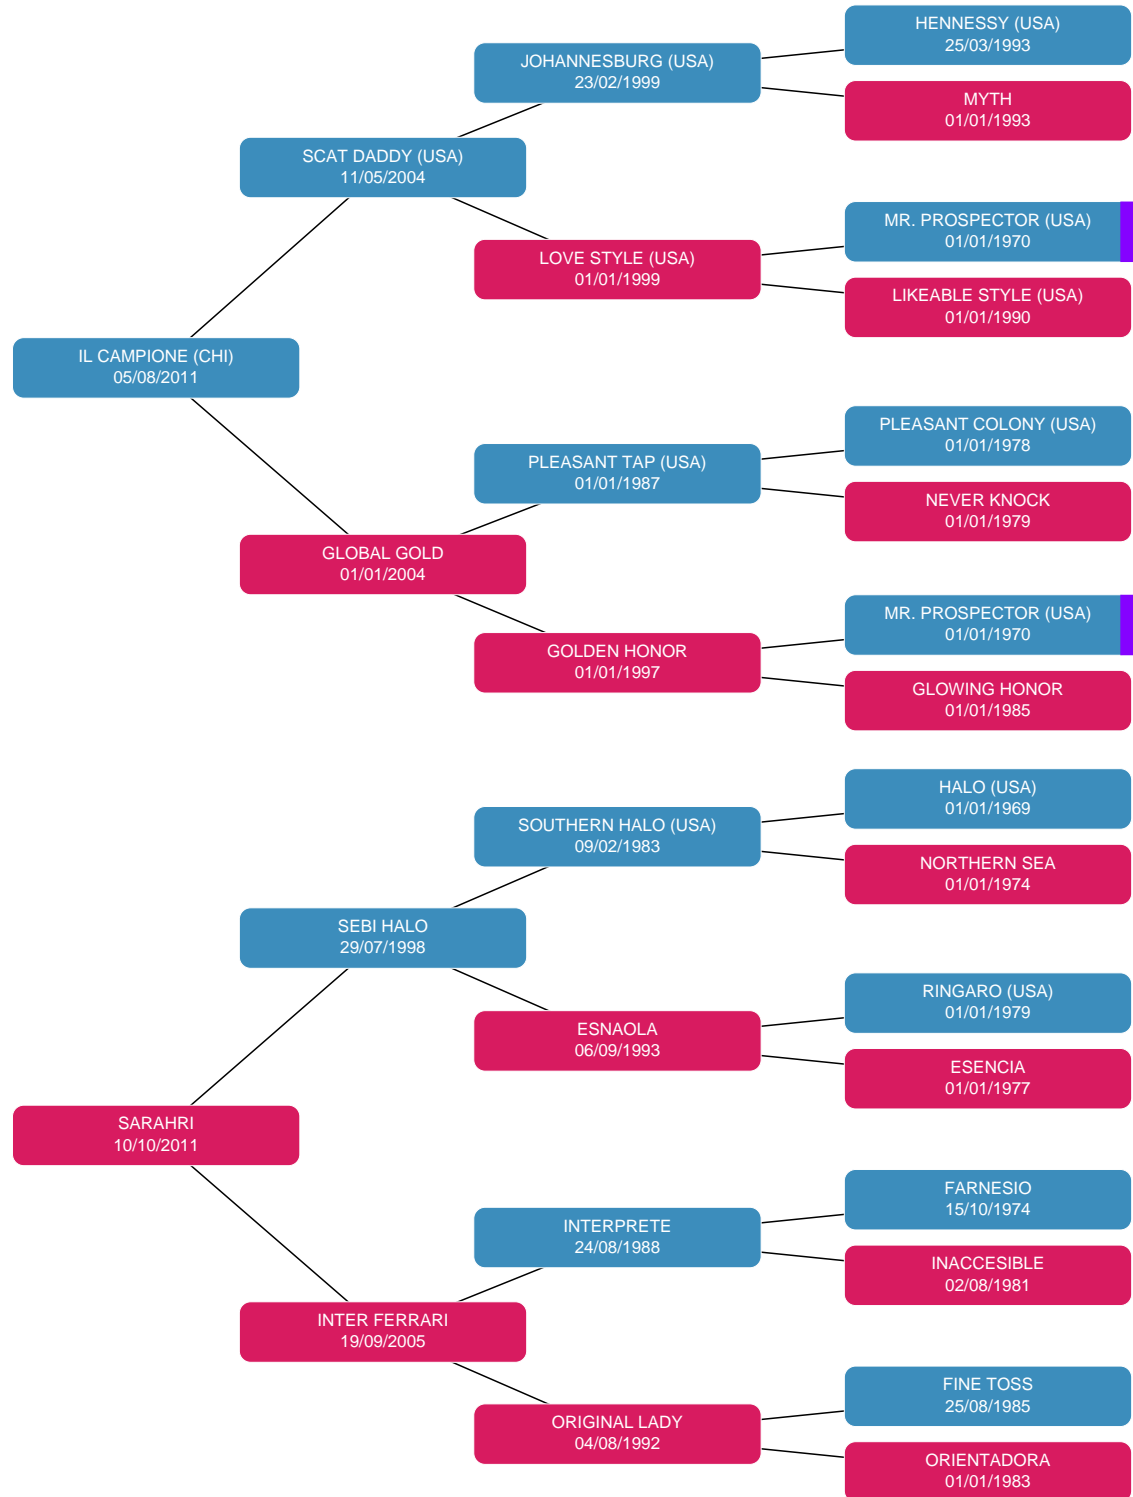 HENNESSY (USA)
25/03/1993
JOHANNESBURG (USA)
23/02/1999
MYTH
01/01/1993
SCAT DADDY (USA)
11/05/2004
MR. PROSPECTOR (USA)
01/01/1970
LOVE STYLE (USA)
01/01/1999
LIKEABLE STYLE (USA)
01/01/1990
IL CAMPIONE (CHI)
05/08/2011
PLEASANT COLONY (USA)
01/01/1978
PLEASANT TAP (USA)
01/01/1987
NEVER KNOCK
01/01/1979
GLOBAL GOLD
01/01/2004
MR. PROSPECTOR (USA)
01/01/1970
GOLDEN HONOR
01/01/1997
GLOWING HONOR
01/01/1985
HALO (USA)
01/01/1969
SOUTHERN HALO (USA)
09/02/1983
NORTHERN SEA
01/01/1974
SEBI HALO
29/07/1998
RINGARO (USA)
01/01/1979
ESNAOLA
06/09/1993
ESENCIA
01/01/1977
SARAHRI
10/10/2011
FARNESIO
15/10/1974
INTERPRETE
24/08/1988
INACCESIBLE
02/08/1981
INTER FERRARI
19/09/2005
FINE TOSS
25/08/1985
ORIGINAL LADY
04/08/1992
ORIENTADORA
01/01/1983